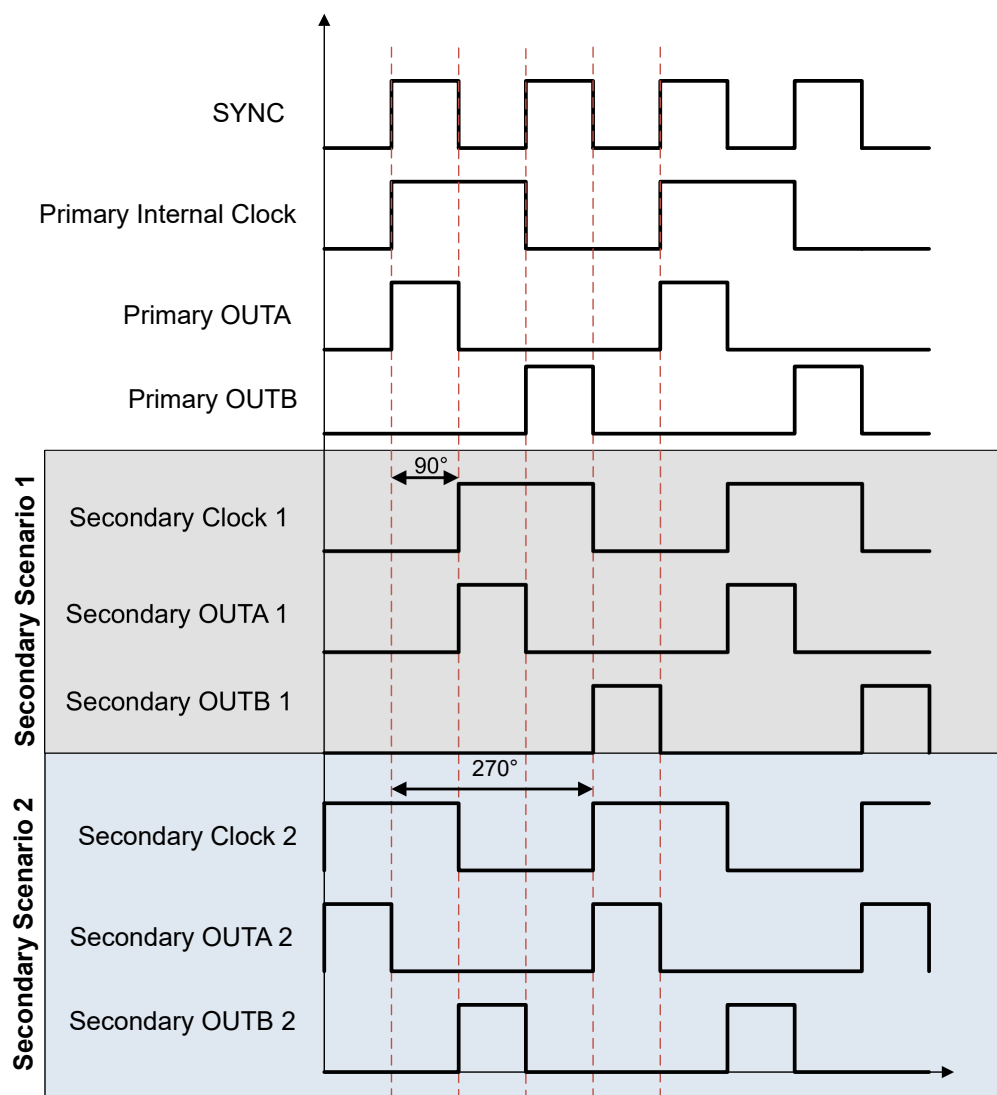 SYNC
Primary Internal Clock
Primary OUTA
Primary OUTB
Secondary Scenario 1
90°
Secondary Clock 1
Secondary OUTA 1
Secondary OUTB 1
Secondary Scenario 2
270°
Secondary Clock 2
Secondary OUTA 2
Secondary OUTB 2